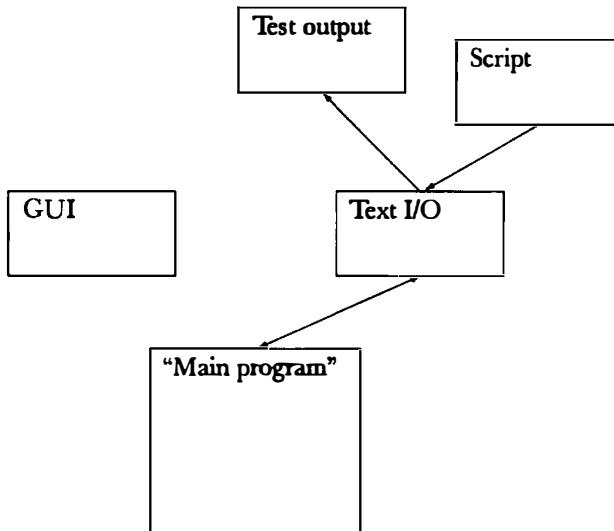 Test output
Script
GUI
Text I/O
“Main program”